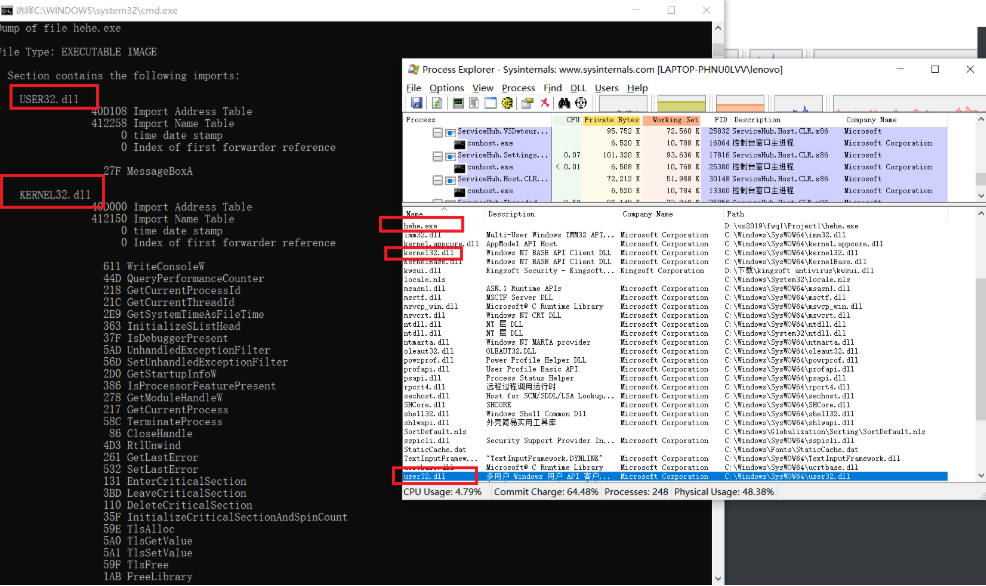 选择C:\WINDOWS\system32\cmd.exe
Dump of file hehe.exe
File Type: EXECUTABLE IMAGE
Section contains the following imports:
USER32.dll
40D108 Import Address Table
412258 Import Name Table
0 time date stamp
0 Index of first forwarder reference
27F MessageBoxA
KERNEL32.dll
40D000 Import Address Table
412150 Import Name Table
0 time date stamp
0 Index of first forwarder reference
611 WriteConsoleW
44D QueryPerformanceCounter
218 GetCurrentProcessId
21C GetCurrentThreadId
2E9 GetSystemTimeAsFileTime
363 InitializeSListHead
37F IsDebuggerPresent
5AD UnhandledExceptionFilter
56D SetUnhandledExceptionFilter
2D0 GetStartupInfoW
386 IsProcessorFeaturePresent
278 GetModuleHandleW
217 GetCurrentProcess
58C TerminateProcess
86 CloseHandle
4D3 RtlUnwind
261 GetLastError
532 SetLastError
131 EnterCriticalSection
3BD LeaveCriticalSection
110 DeleteCriticalSection
35F InitializeCriticalSectionAndSpinCount
59E TlsAlloc
5A0 TlsGetValue
5A1 TlsSetValue
59F TlsFree
1AB FreeLibrary
Process Explorer - Sysinternals: www.sysinternals.com [LAPTOP-PHNU0LVV\lenovo]
File Options View Process Find DLL Users Help
Process CPU Private Bytes Working Set PID Description Company Name
ServiceHub.VSDetour... 95,752 K 72,560 K 25832 ServiceHub.Host.CLR.x86 Microsoft
conhost.exe 6,520 K 10,788 K 16064 控制台窗口主进程 Microsoft Corporation
ServiceHub.Settings... 0.07 101,320 K 93,636 K 17816 ServiceHub.Host.CLR.x86 Microsoft
conhost.exe < 0.01 6,508 K 10,768 K 25380 控制台窗口主进程 Microsoft Corporation
ServiceHub.Host.CLR... 72,212 K 51,988 K 30148 ServiceHub.Host.CLR.x86 Microsoft
conhost.exe 6,520 K 10,784 K 13360 控制台窗口主进程 Microsoft Corporation
Name Description Company Name Path
hehe.exe D:\vs2019\fwql\Project1\hehe.exe
imm32.dll Multi-User Windows IMM32 API... Microsoft Corporation C:\Windows\SysWOW64\imm32.dll
kernel.appcore.dll AppModel API Host Microsoft Corporation C:\Windows\SysWOW64\kernel.appcore.dll
kernel32.dll Windows NT BASE API Client DLL Microsoft Corporation C:\Windows\SysWOW64\kernel32.dll
KernelBase.dll Windows NT BASE API Client DLL Microsoft Corporation C:\Windows\SysWOW64\KernelBase.dll
kwsui.dll Kingsoft Security - Kingsoft... Kingsoft Corporation D:\下载\kingsoft antivirus\kwsui.dll
locale.nls C:\Windows\System32\locale.nls
msasn1.dll ASN.1 Runtime APIs Microsoft Corporation C:\Windows\SysWOW64\msasn1.dll
msctf.dll MSCTF Server DLL Microsoft Corporation C:\Windows\SysWOW64\msctf.dll
msvcp_win.dll Microsoft® C Runtime Library Microsoft Corporation C:\Windows\SysWOW64\msvcp_win.dll
msvcrt.dll Windows NT CRT DLL Microsoft Corporation C:\Windows\SysWOW64\msvcrt.dll
ntdll.dll NT 层 DLL Microsoft Corporation C:\Windows\SysWOW64\ntdll.dll
ntdll.dll NT 层 DLL Microsoft Corporation C:\Windows\System32\ntdll.dll
ntmarta.dll Windows NT MARTA provider Microsoft Corporation C:\Windows\SysWOW64\ntmarta.dll
oleaut32.dll OLEAUT32.DLL Microsoft Corporation C:\Windows\SysWOW64\oleaut32.dll
powrprof.dll Power Profile Helper DLL Microsoft Corporation C:\Windows\SysWOW64\powrprof.dll
profapi.dll User Profile Basic API Microsoft Corporation C:\Windows\SysWOW64\profapi.dll
psapi.dll Process Status Helper Microsoft Corporation C:\Windows\SysWOW64\psapi.dll
rpcrt4.dll 远程过程调用运行时 Microsoft Corporation C:\Windows\SysWOW64\rpcrt4.dll
sechost.dll Host for SCM/SDDL/LSA Lookup... Microsoft Corporation C:\Windows\SysWOW64\sechost.dll
SHCore.dll SHCORE Microsoft Corporation C:\Windows\SysWOW64\SHCore.dll
shell32.dll Windows Shell Common Dll Microsoft Corporation C:\Windows\SysWOW64\shell32.dll
shlwapi.dll 外壳简易实用工具库 Microsoft Corporation C:\Windows\SysWOW64\shlwapi.dll
SortDefault.nls C:\Windows\Globalization\Sorting\SortDefault.nls
sspicli.dll Security Support Provider In... Microsoft Corporation C:\Windows\SysWOW64\sspicli.dll
StaticCache.dat C:\Windows\Fonts\StaticCache.dat
TextInputFramew... "TextInputFramework.DYNLINK" Microsoft Corporation C:\Windows\SysWOW64\TextInputFramework.dll
ucrtbase.dll Microsoft® C Runtime Library Microsoft Corporation C:\Windows\SysWOW64\ucrtbase.dll
user32.dll 多用户 Windows 用户 API 客户... Microsoft Corporation C:\Windows\SysWOW64\user32.dll
CPU Usage: 4.79% Commit Charge: 64.48% Processes: 248 Physical Usage: 48.38%